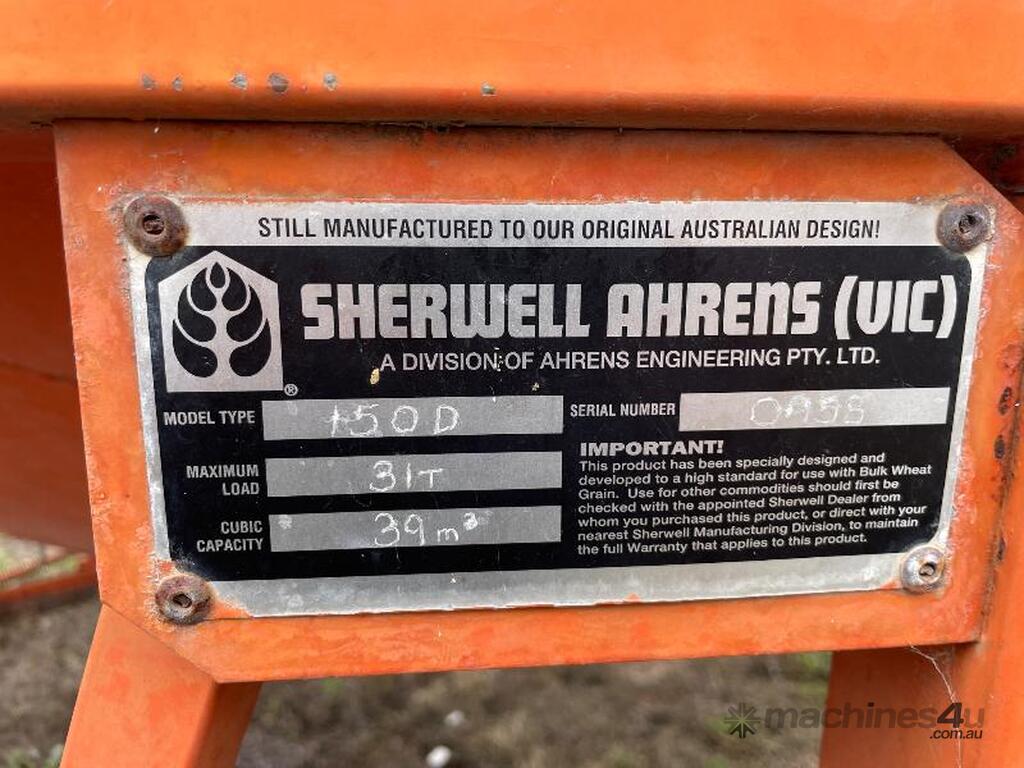 STILL MANUFACTURED TO OUR ORIGINAL AUSTRALIAN DESIGN!
SHERWELL AHRENS (VIC)
A DIVISION OF AHRENS ENGINEERING PTY. LTD.
®
MODEL TYPE 150D
SERIAL NUMBER
MAXIMUM
LOAD 31T
CUBIC
CAPACITY 39m³
IMPORTANT!
This product has been specially designed and
developed to a high standard for use with Bulk Wheat
Grain. Use for other commodities should first be
checked with the appointed Sherwell Dealer from
whom you purchased this product, or direct with your
nearest Sherwell Manufacturing Division, to maintain
the full Warranty that applies to this product.
machines4u
.com.au